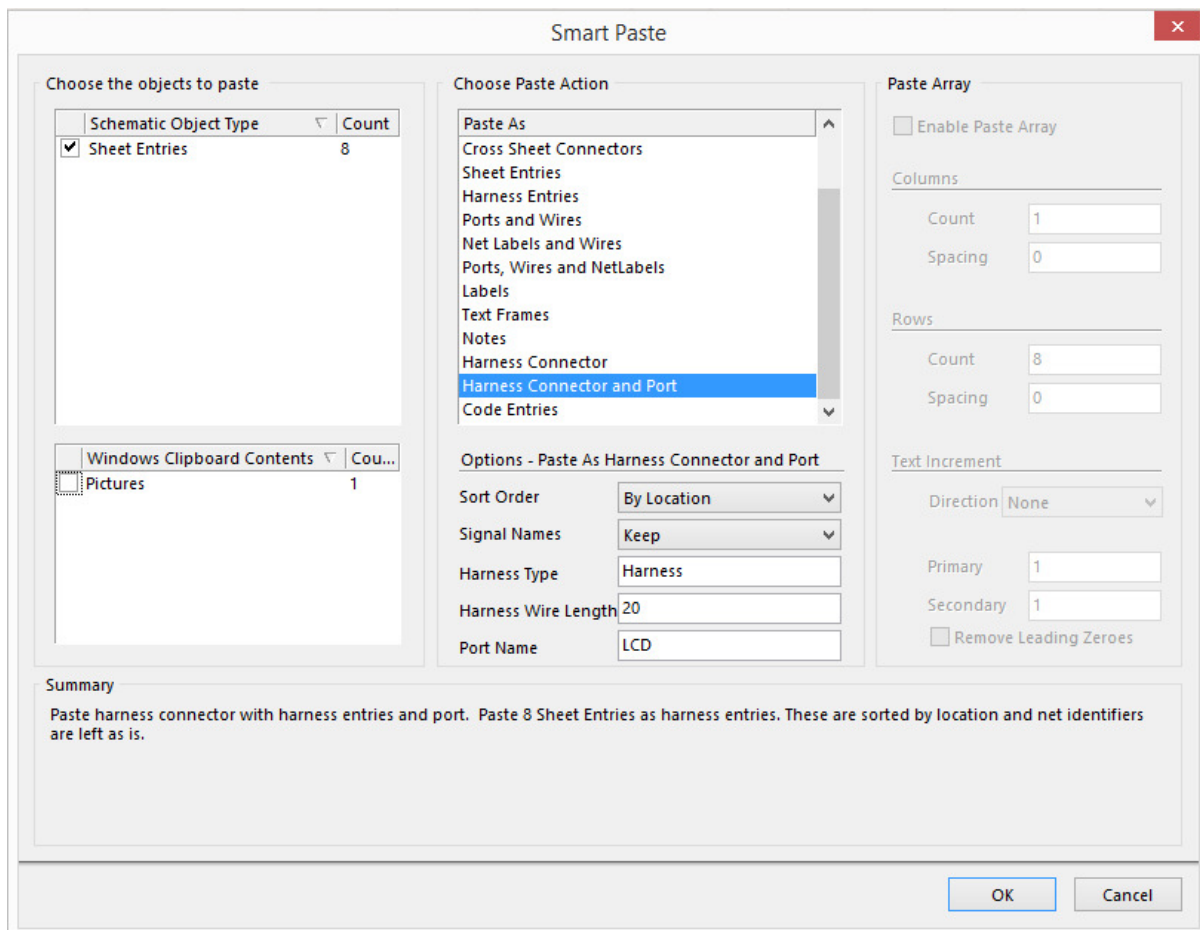 Smart Paste
Choose the objects to paste
Schematic Object Type Count
Sheet Entries 8
Windows Clipboard Contents Cou...
Pictures 1
Choose Paste Action
Paste As
Cross Sheet Connectors
Sheet Entries
Harness Entries
Ports and Wires
Net Labels and Wires
Ports, Wires and NetLabels
Labels
Text Frames
Notes
Harness Connector
Harness Connector and Port
Code Entries
Options - Paste As Harness Connector and Port
Sort Order By Location
Signal Names Keep
Harness Type Harness
Harness Wire Length 20
Port Name LCD
Paste Array
Enable Paste Array
Columns
Count 1
Spacing 0
Rows
Count 8
Spacing 0
Text Increment
Direction None
Primary 1
Secondary 1
Remove Leading Zeroes
Summary
Paste harness connector with harness entries and port. Paste 8 Sheet Entries as harness entries. These are sorted by location and net identifiers
are left as is.
OK Cancel